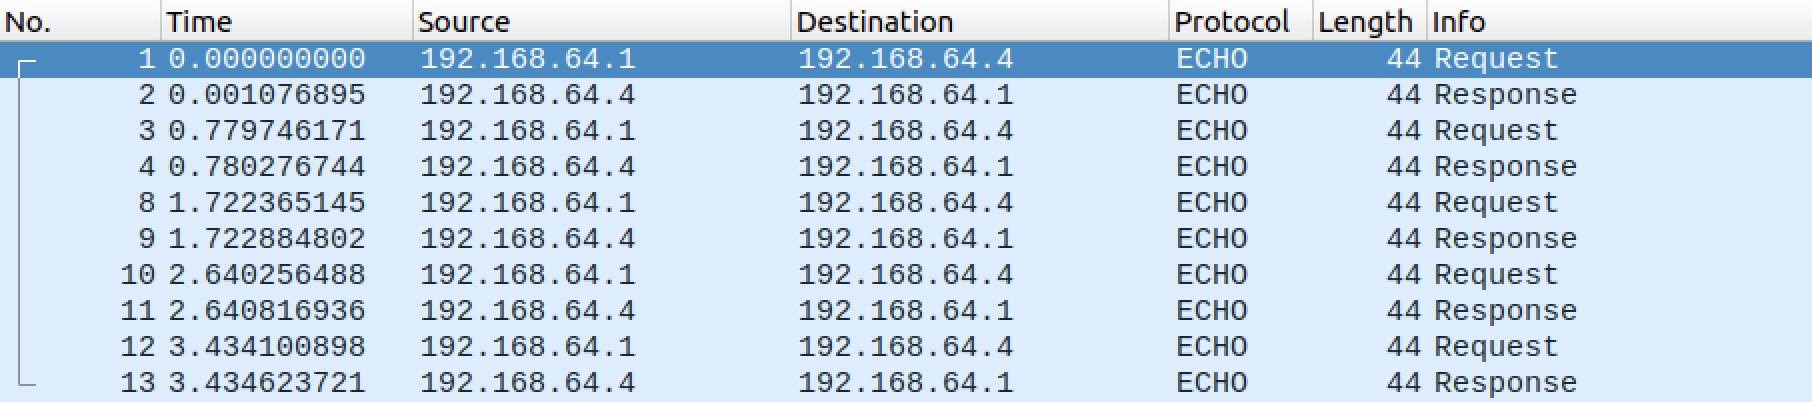 No. Time Source Destination Protocol Length Info
1 0.000000000 192.168.64.1 192.168.64.4 ECHO 44 Request
2 0.001076895 192.168.64.4 192.168.64.1 ECHO 44 Response
3 0.779746171 192.168.64.1 192.168.64.4 ECHO 44 Request
4 0.780276744 192.168.64.4 192.168.64.1 ECHO 44 Response
8 1.722365145 192.168.64.1 192.168.64.4 ECHO 44 Request
9 1.722884802 192.168.64.4 192.168.64.1 ECHO 44 Response
10 2.640256488 192.168.64.1 192.168.64.4 ECHO 44 Request
11 2.640816936 192.168.64.4 192.168.64.1 ECHO 44 Response
12 3.434100898 192.168.64.1 192.168.64.4 ECHO 44 Request
13 3.434623721 192.168.64.4 192.168.64.1 ECHO 44 Response